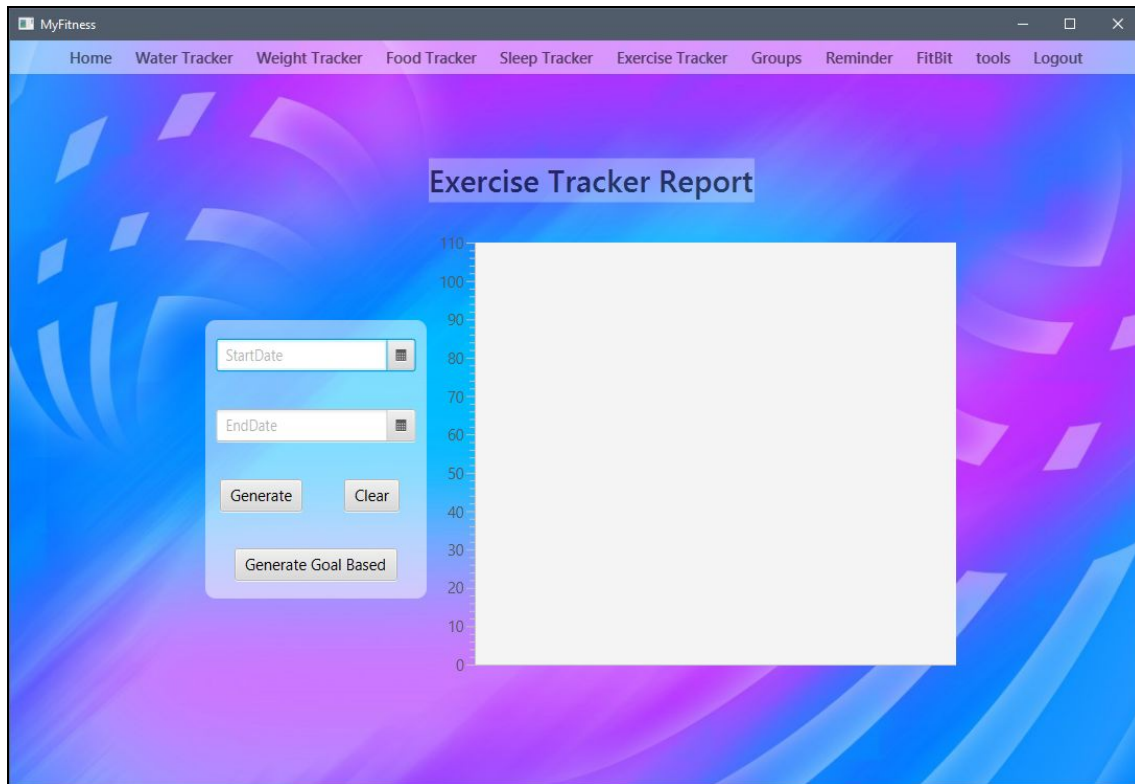 MyFitness
Home Water Tracker Weight Tracker Food Tracker Sleep Tracker Exercise Tracker Groups Reminder FitBit tools Logout
Exercise Tracker Report
StartDate
EndDate
Generate Clear
Generate Goal Based
110
100
90
80
70
60
50
40
30
20
10
0